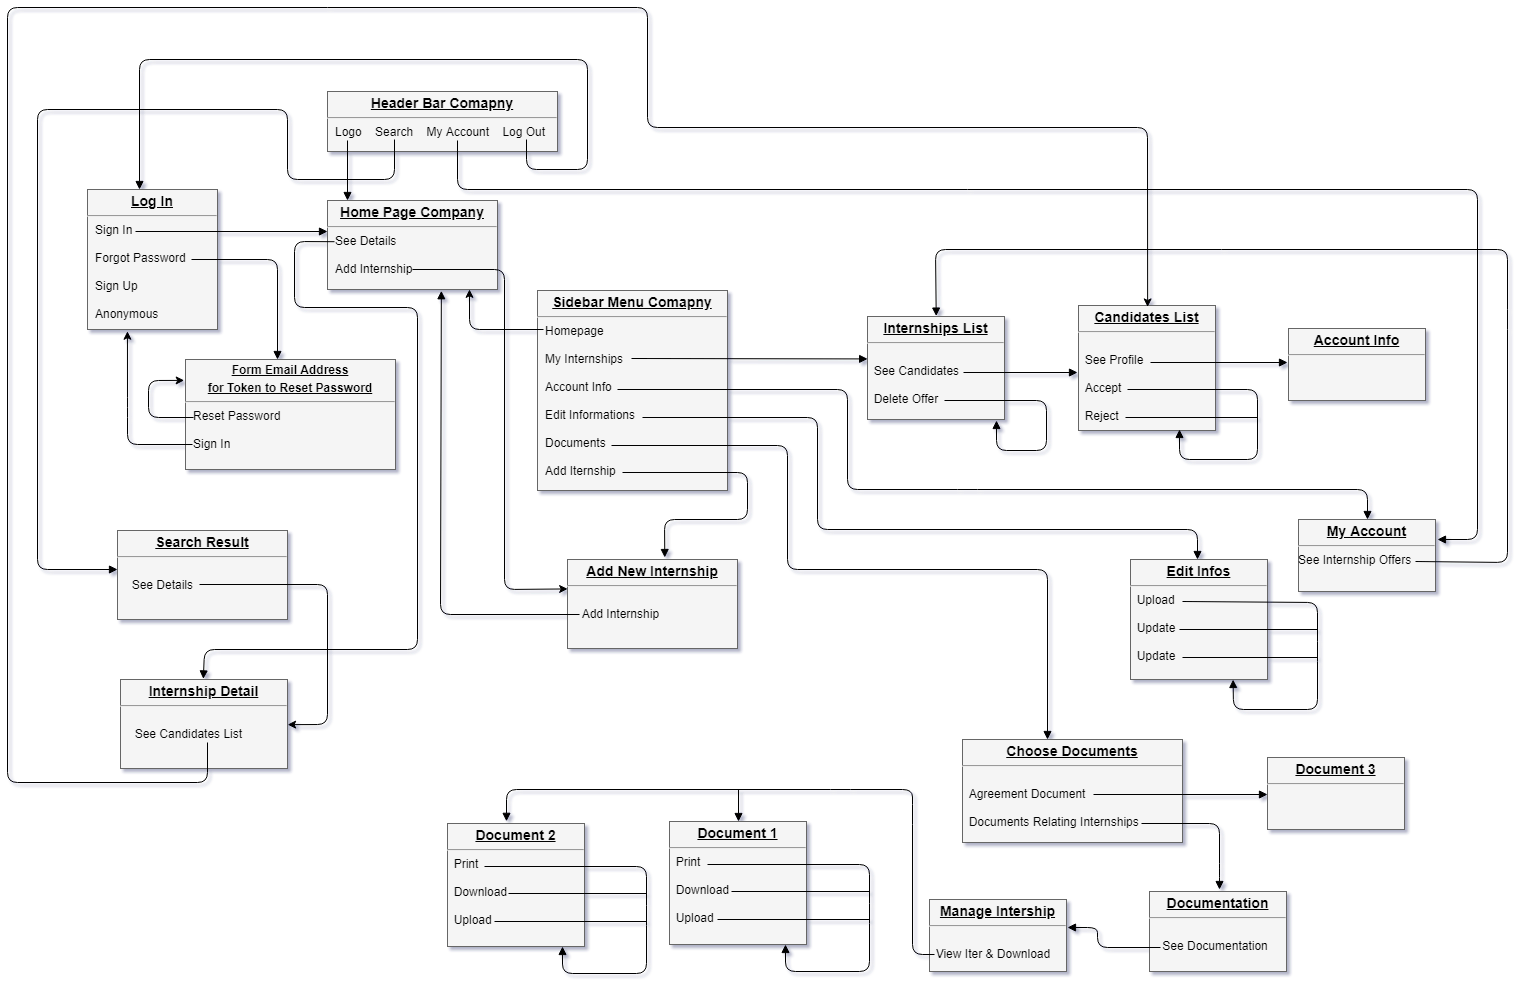 Header Bar Comapny
Logo Search My Account Log Out
Log In
Sign In
Forgot Password
Sign Up
Anonymous
Home Page Company
See Details
Add Internship
Form Email Address
for Token to Reset Password
Reset Password
Sign In
Sidebar Menu Comapny
Homepage
My Internships
Account Info
Edit Informations
Documents
Add Iternship
Internships List
See Candidates
Delete Offer
Candidates List
See Profile
Accept
Reject
Account Info
My Account
See Internship Offers
Search Result
See Details
Add New Internship
Add Internship
Edit Infos
Upload
Update
Update
Internship Detail
See Candidates List
Choose Documents
Agreement Document
Documents Relating Internships
Document 3
Document 2
Print
Download
Upload
Document 1
Print
Download
Upload
Manage Intership
View Iter & Download
Documentation
See Documentation